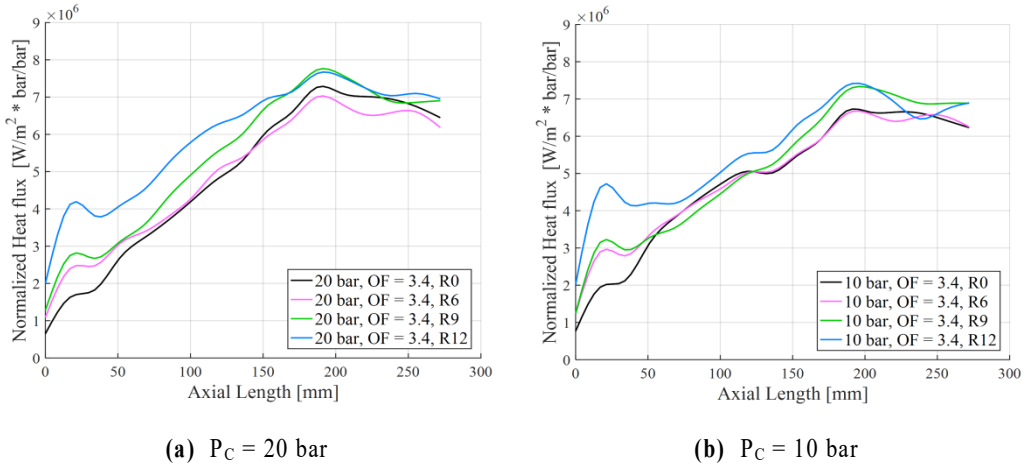 ×10⁶
9
8
7
6
5
4
3
2
1
0
Normalized Heat flux [W/m² * bar/bar]
20 bar, OF = 3.4, R0
20 bar, OF = 3.4, R6
20 bar, OF = 3.4, R9
20 bar, OF = 3.4, R12
0 50 100 150 200 250 300
Axial Length [mm]
(a) P_C = 20 bar
×10⁶
9
8
7
6
5
4
3
2
1
0
Normalized Heat flux [W/m² * bar/bar]
10 bar, OF = 3.4, R0
10 bar, OF = 3.4, R6
10 bar, OF = 3.4, R9
10 bar, OF = 3.4, R12
0 50 100 150 200 250 300
Axial Length [mm]
(b) P_C = 10 bar